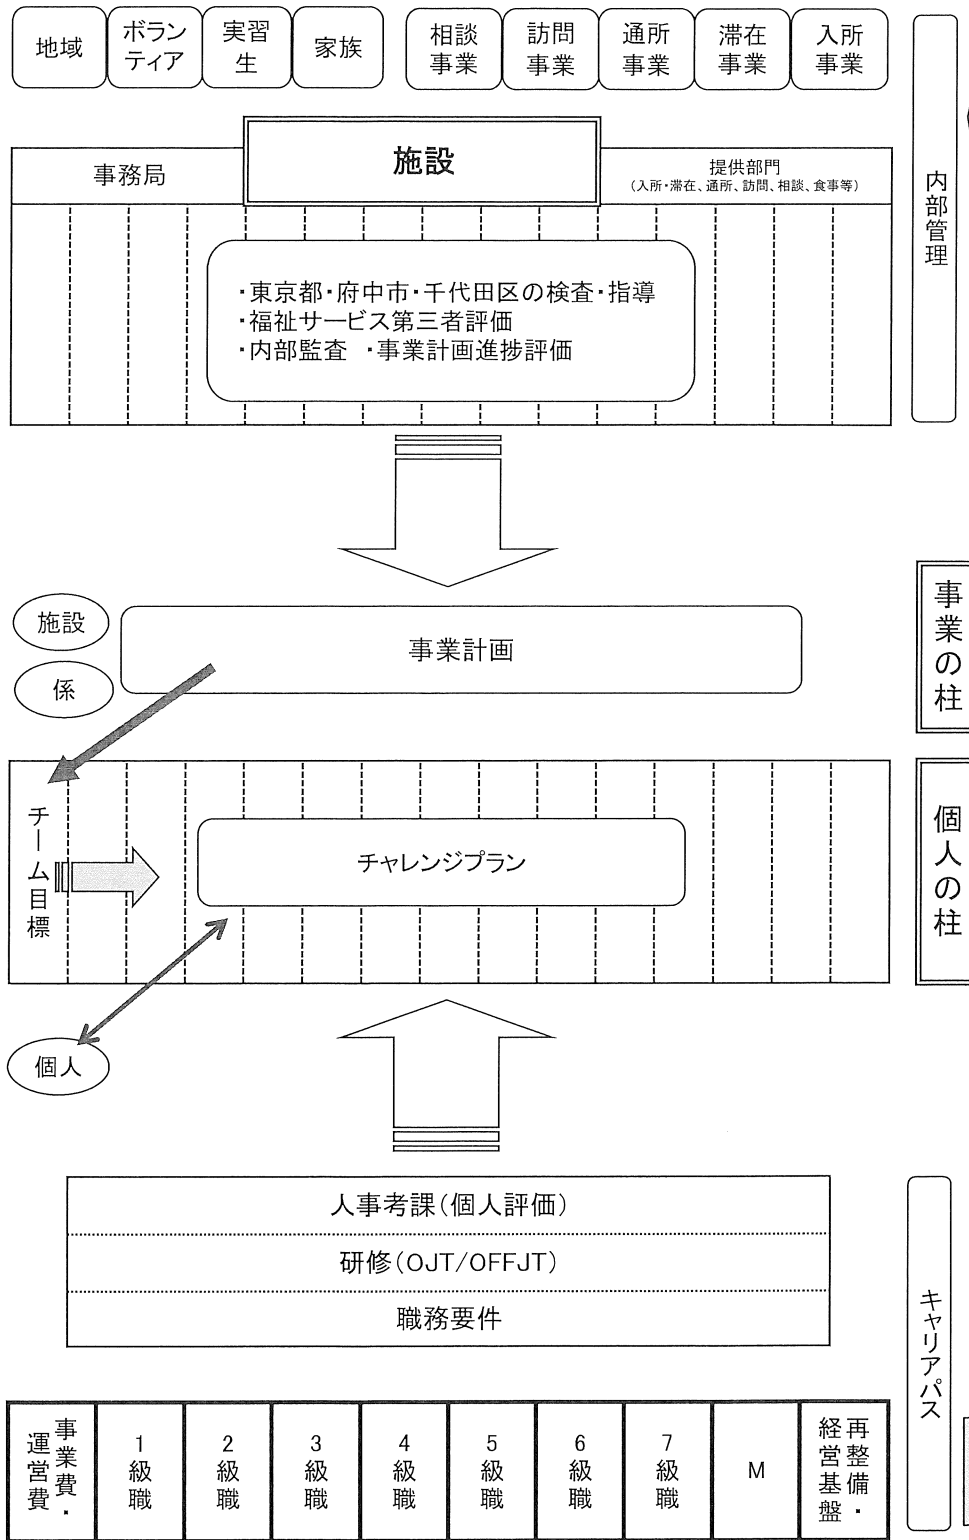 地域
ボラン
ティア
実習
生
家族
相談
事業
訪問
事業
通所
事業
滞在
事業
入所
事業
内部管理
事務局
施設
提供部門
(入所・滞在、通所、訪問、相談、食事等)
・東京都・府中市・千代田区の検査・指導
・福祉サービス第三者評価
・内部監査 ・事業計画進捗評価
施設
係
事業計画
事業の柱
チーム目標
チャレンジプラン
個人の柱
個人
人事考課(個人評価)
研修(OJT/OFFJT)
職務要件
キャリアパス
事業費・
運営費
1級職
2級職
3級職
4級職
5級職
6級職
7級職
M
再整備・
経営基盤